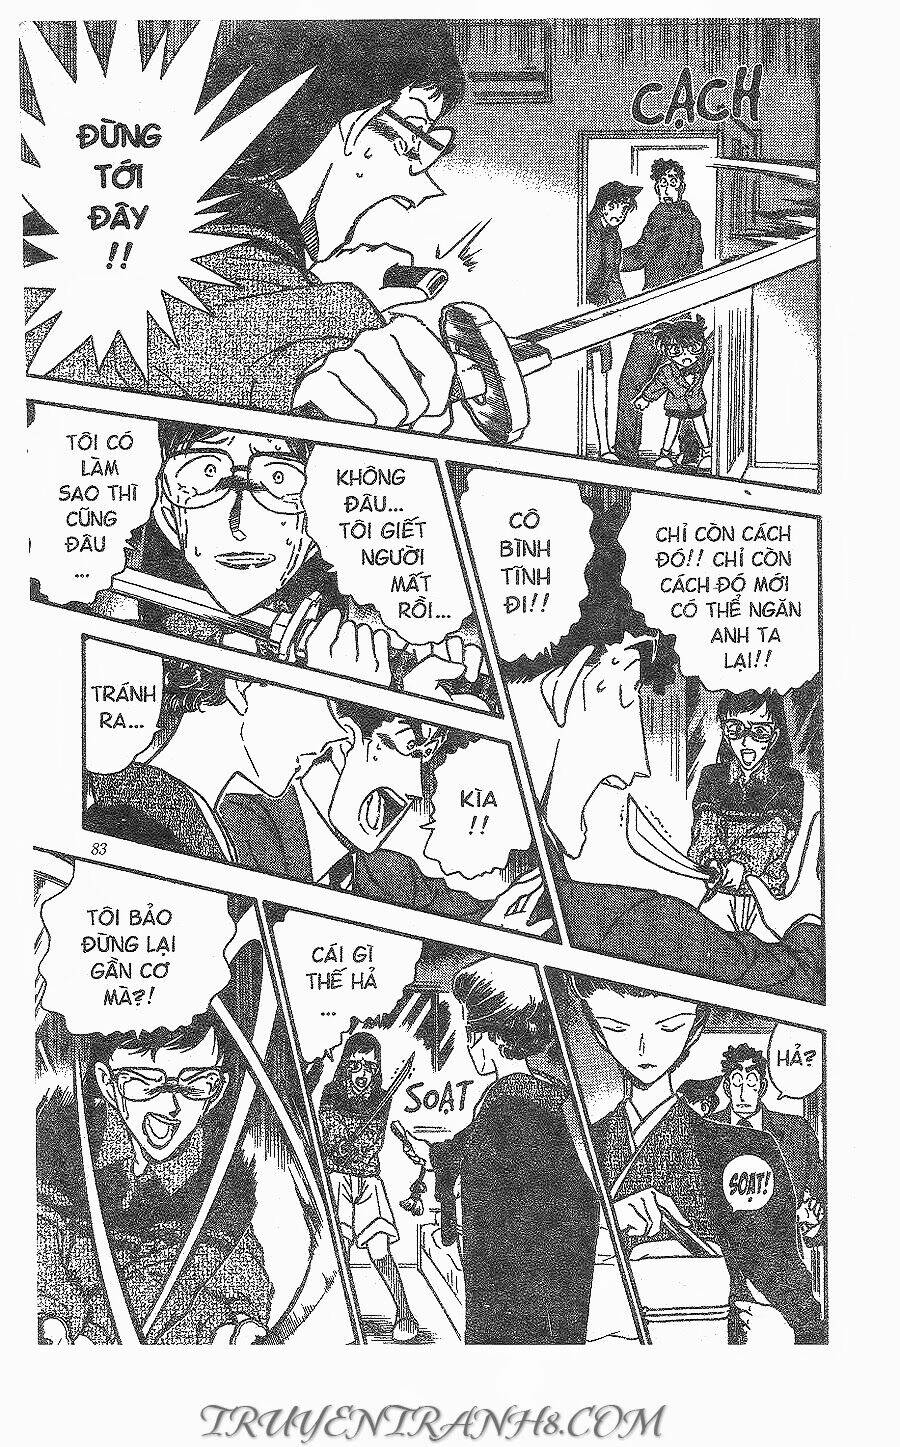 ĐỪNG
TỚI
ĐÂY
!!
CẠCH
TÔI CÓ
LÀM
SAO THÌ
CŨNG
ĐÂU
...
KHÔNG
ĐÂU...
TÔI GIẾT
NGƯỜI
MẤT
RỒI...
CÔ
BÌNH
TĨNH
ĐI!!
CHỈ CÒN CÁCH
ĐÓ!! CHỈ CÒN
CÁCH ĐÓ MỚI
CÓ THỂ NGĂN
ANH TA
LẠI!!
TRÁNH
RA...
KÌA
!!
83
TÔI BẢO
ĐỪNG LẠI
GẦN CƠ
MÀ?!
CÁI GÌ
THẾ HẢ
...
SOẠT
HẢ?
SOẠT!
TRUYENTRANH8.COM